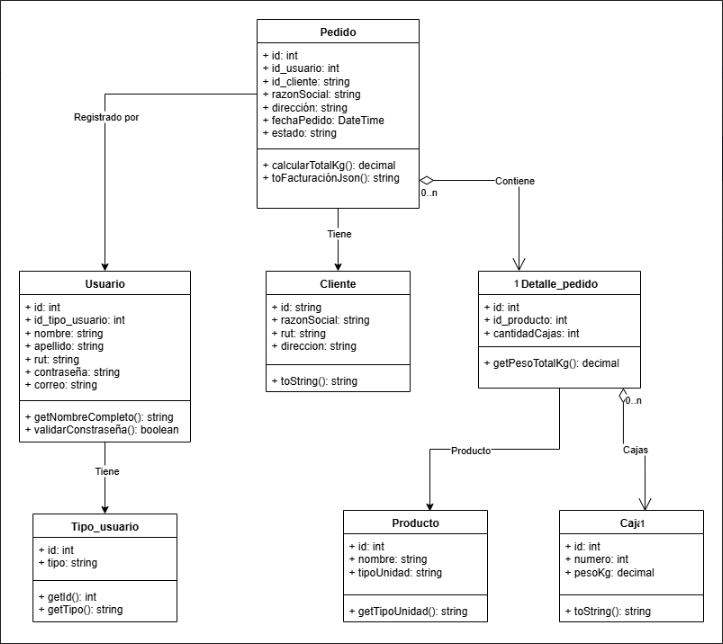 Pedido
+ id: int
+ id_usuario: int
+ id_cliente: string
+ razonSocial: string
+ dirección: string
+ fechaPedido: DateTime
+ estado: string
+ calcularTotalKg(): decimal
+ toFacturaciónJson(): string
Registrado por
Contiene
0..n
Tiene
Usuario
+ id: int
+ id_tipo_usuario: int
+ nombre: string
+ apellido: string
+ rut: string
+ contraseña: string
+ correo: string
+ getNombreCompleto(): string
+ validarConstraseña(): boolean
Cliente
+ id: string
+ razonSocial: string
+ rut: string
+ direccion: string
+ toString(): string
1
Detalle_pedido
+ id: int
+ id_producto: int
+ cantidadCajas: int
+ getPesoTotalKg(): decimal
0..n
Tiene
Producto
Cajas
Tipo_usuario
+ id: int
+ tipo: string
+ getId(): int
+ getTipo(): string
Producto
+ id: int
+ nombre: string
+ tipoUnidad: string
+ getTipoUnidad(): string
Caja
1
+ id: int
+ numero: int
+ pesoKg: decimal
+ toString(): string